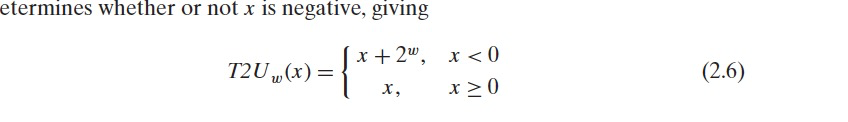 etermines whether or not x is negative, giving
T2U_w(x) = { x + 2^w, x < 0
x, x ≥ 0 (2.6)